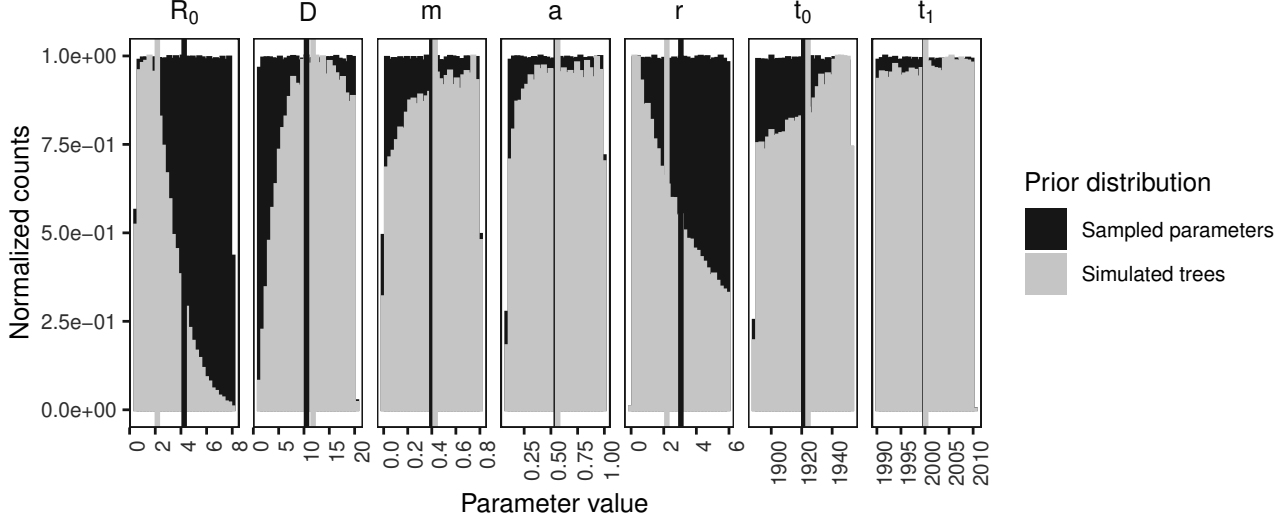 R0 D m a r t0 t1
Normalized counts
1.0e+00
7.5e−01
5.0e−01
2.5e−01
0.0e+00
0 2 4 6 8
0 5 10 15 20
0.0 0.2 0.4 0.6 0.8
0.25 0.50 0.75 1.00
0 2 4 6
1900 1920 1940
1990 1995 2000 2005 2010
Parameter value
Prior distribution
Sampled parameters
Simulated trees